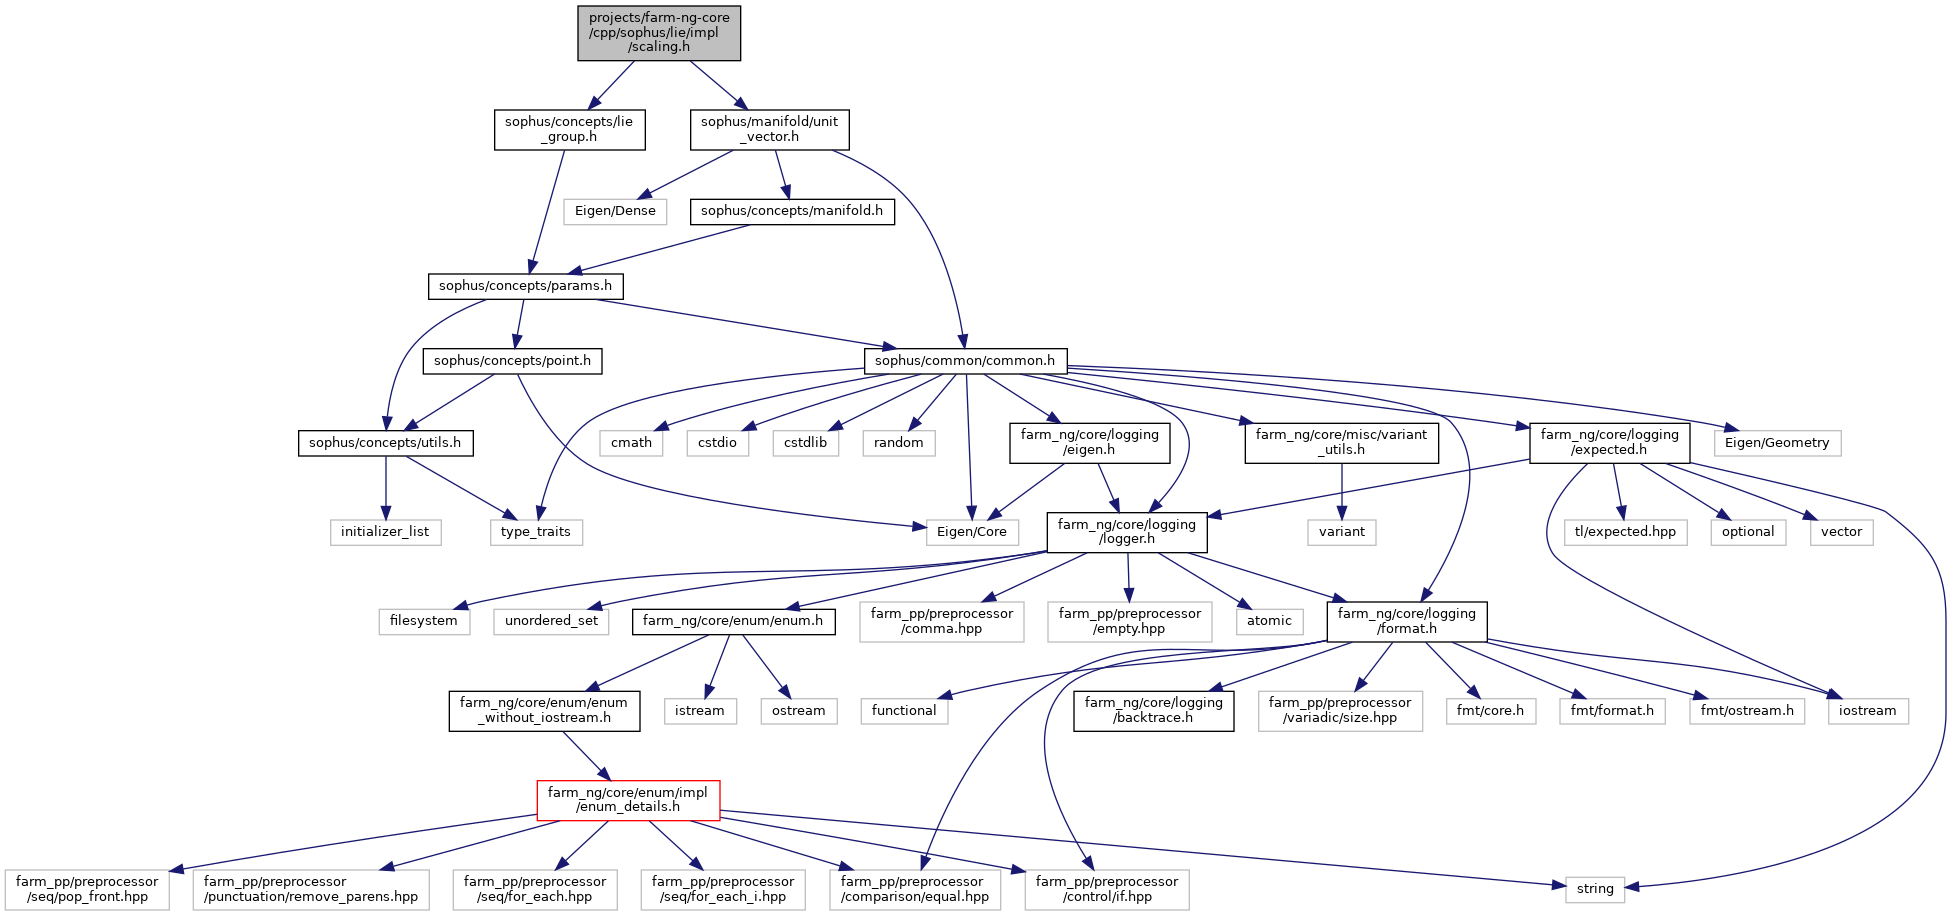 projects/farm-ng-core
/cpp/sophus/lie/impl
/scaling.h
sophus/concepts/lie
_group.h
sophus/manifold/unit
_vector.h
Eigen/Dense
sophus/concepts/manifold.h
sophus/concepts/params.h
sophus/concepts/point.h
sophus/common/common.h
sophus/concepts/utils.h
cmath
cstdio
cstdlib
random
farm_ng/core/logging
/eigen.h
farm_ng/core/misc/variant
_utils.h
farm_ng/core/logging
/expected.h
Eigen/Geometry
initializer_list
type_traits
Eigen/Core
farm_ng/core/logging
/logger.h
variant
tl/expected.hpp
optional
vector
filesystem
unordered_set
farm_ng/core/enum/enum.h
farm_pp/preprocessor
/comma.hpp
farm_pp/preprocessor
/empty.hpp
atomic
farm_ng/core/logging
/format.h
farm_ng/core/enum/enum
_without_iostream.h
istream
ostream
functional
farm_ng/core/logging
/backtrace.h
farm_pp/preprocessor
/variadic/size.hpp
fmt/core.h
fmt/format.h
fmt/ostream.h
iostream
farm_ng/core/enum/impl
/enum_details.h
farm_pp/preprocessor
/seq/pop_front.hpp
farm_pp/preprocessor
/punctuation/remove_parens.hpp
farm_pp/preprocessor
/seq/for_each.hpp
farm_pp/preprocessor
/seq/for_each_i.hpp
farm_pp/preprocessor
/comparison/equal.hpp
farm_pp/preprocessor
/control/if.hpp
string